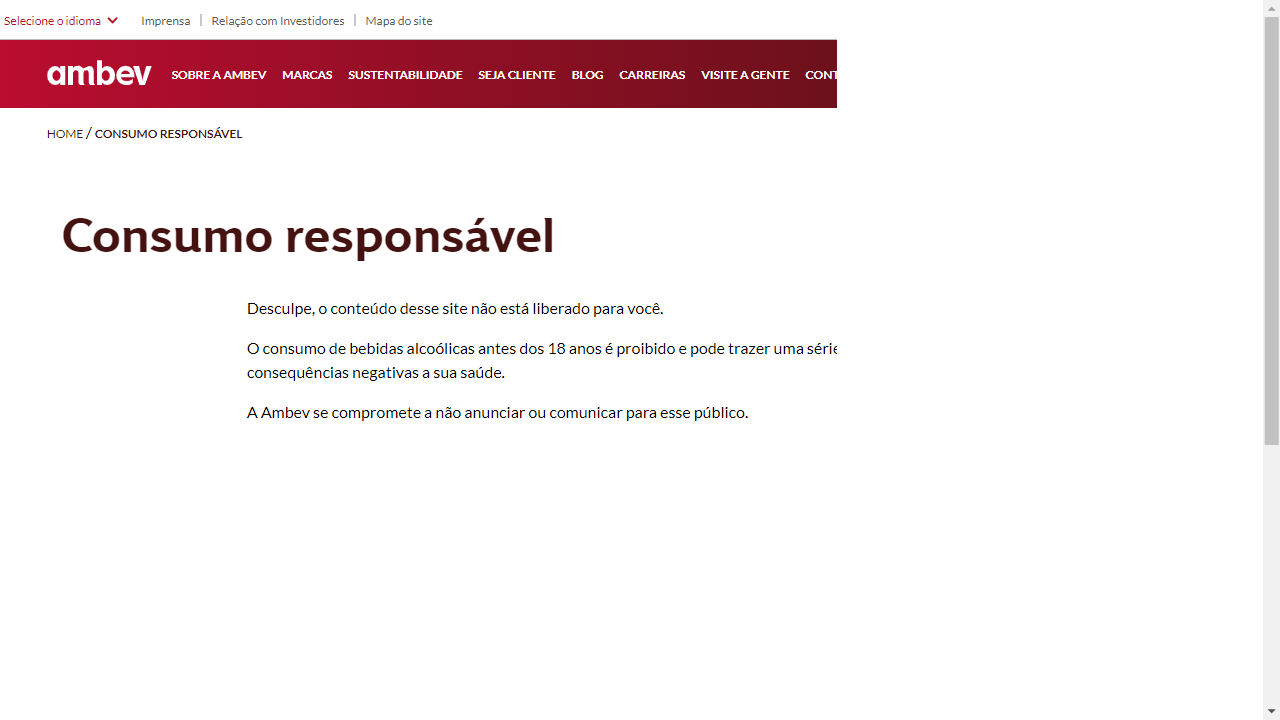 Selecione o idioma Imprensa | Relação com Investidores | Mapa do site
ambev SOBRE A AMBEV MARCAS SUSTENTABILIDADE SEJA CLIENTE BLOG CARREIRAS VISITE A GENTE CONT
HOME / CONSUMO RESPONSÁVEL
Consumo responsável
Desculpe, o conteúdo desse site não está liberado para você.
O consumo de bebidas alcoólicas antes dos 18 anos é proibido e pode trazer uma série
consequências negativas a sua saúde.
A Ambev se compromete a não anunciar ou comunicar para esse público.